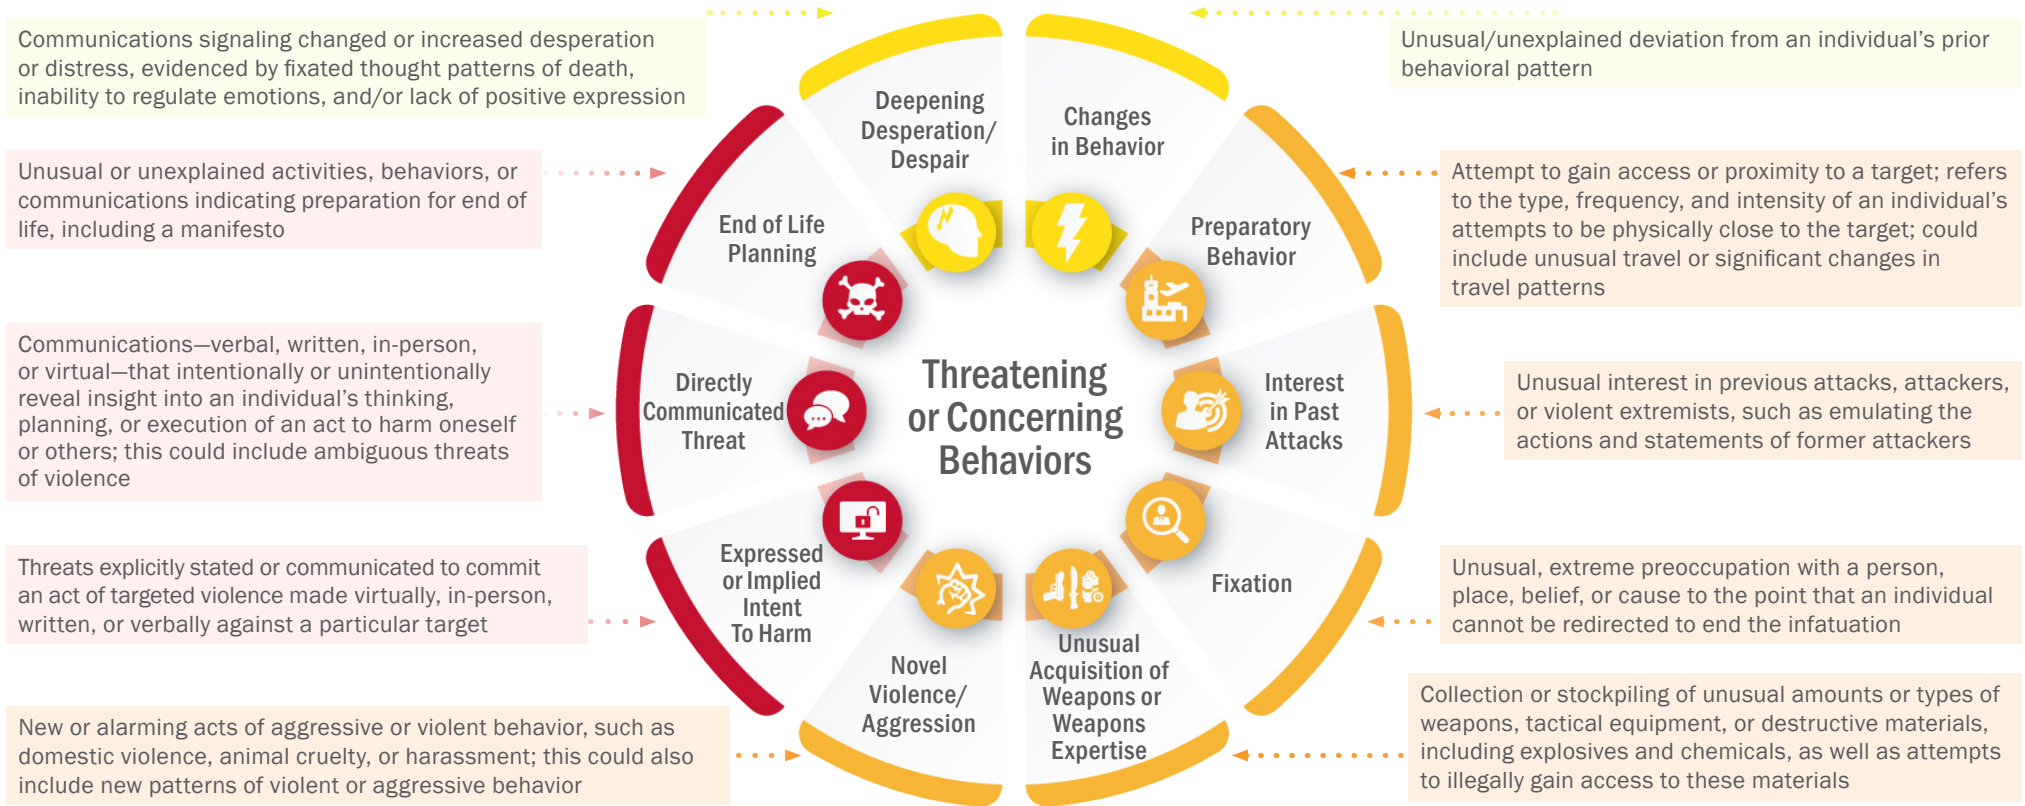 Communications signaling changed or increased desperation
or distress, evidenced by fixated thought patterns of death,
inability to regulate emotions, and/or lack of positive expression
Unusual or unexplained activities, behaviors, or
communications indicating preparation for end of
life, including a manifesto
Communications—verbal, written, in-person,
or virtual—that intentionally or unintentionally
reveal insight into an individual’s thinking,
planning, or execution of an act to harm oneself
or others; this could include ambiguous threats
of violence
Threats explicitly stated or communicated to commit
an act of targeted violence made virtually, in-person,
written, or verbally against a particular target
New or alarming acts of aggressive or violent behavior, such as
domestic violence, animal cruelty, or harassment; this could also
include new patterns of violent or aggressive behavior
Deepening
Desperation/
Despair
Changes
in Behavior
End of Life
Planning
Preparatory
Behavior
Directly
Communicated
Threat
Threatening
or Concerning
Behaviors
Interest
in Past
Attacks
Expressed
or Implied
Intent
To Harm
Fixation
Novel
Violence/
Aggression
Unusual
Acquisition of
Weapons or
Weapons
Expertise
Unusual/unexplained deviation from an individual’s prior
behavioral pattern
Attempt to gain access or proximity to a target; refers
to the type, frequency, and intensity of an individual’s
attempts to be physically close to the target; could
include unusual travel or significant changes in
travel patterns
Unusual interest in previous attacks, attackers,
or violent extremists, such as emulating the
actions and statements of former attackers
Unusual, extreme preoccupation with a person,
place, belief, or cause to the point that an individual
cannot be redirected to end the infatuation
Collection or stockpiling of unusual amounts or types of
weapons, tactical equipment, or destructive materials,
including explosives and chemicals, as well as attempts
to illegally gain access to these materials